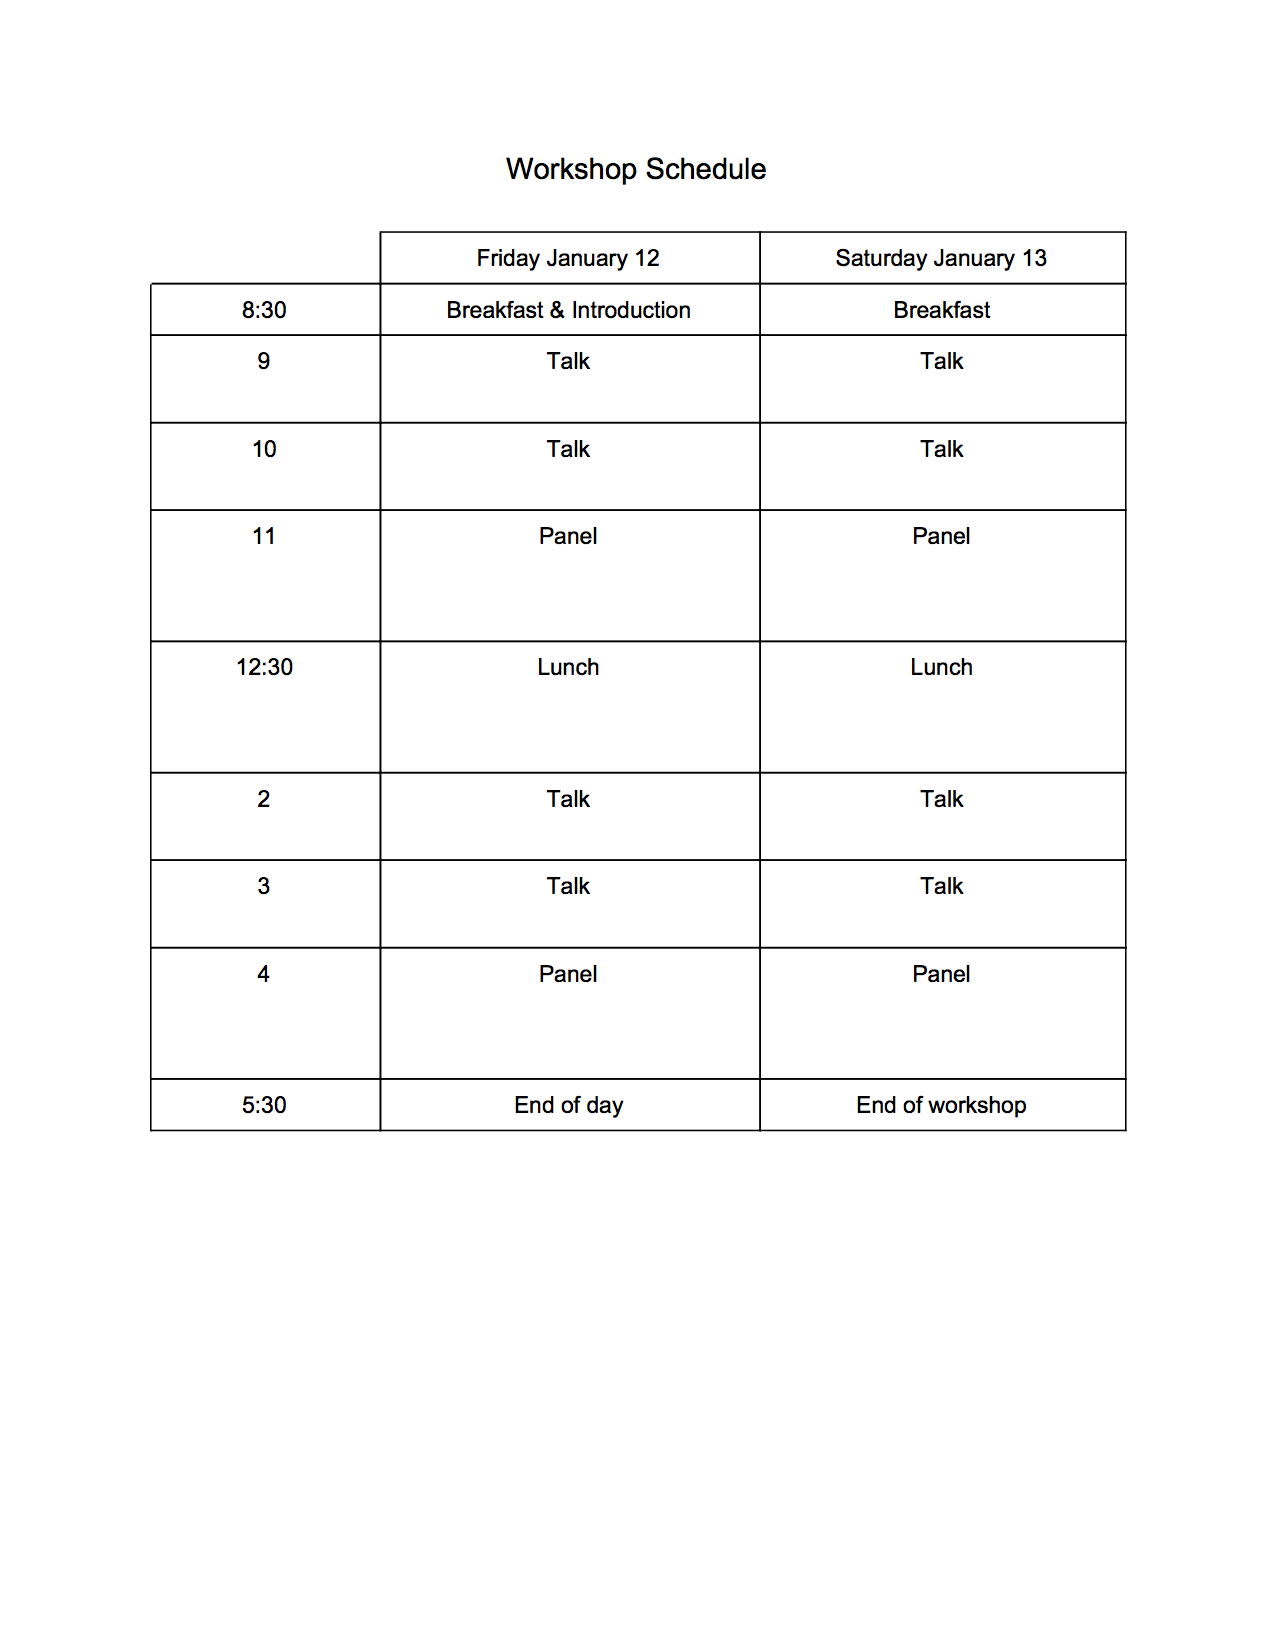 Workshop Schedule
Friday January 12 Saturday January 13
8:30 Breakfast & Introduction Breakfast
9 Talk Talk
10 Talk Talk
11 Panel Panel
12:30 Lunch Lunch
2 Talk Talk
3 Talk Talk
4 Panel Panel
5:30 End of day End of workshop